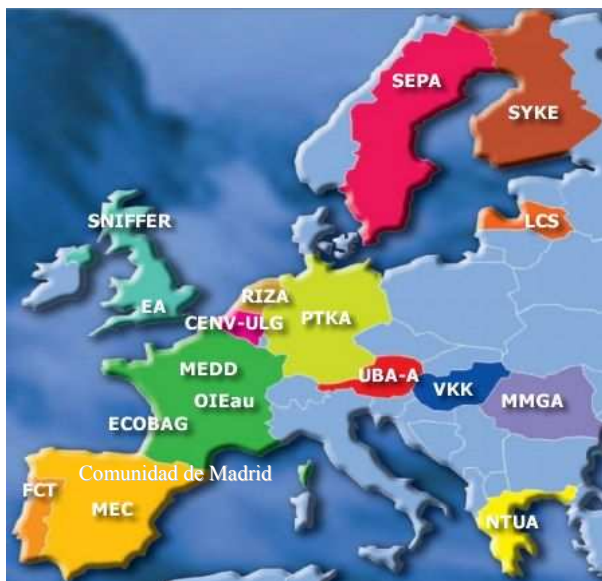 SEPA
SYKE
SNIFFER
LCS
RIZA
EA
PTKA
CENV-ULG
MEDD
UBA-A
VKK
OIEau
MMGA
ECOBAG
Comunidad de Madrid
FCT
MEC
NTUA